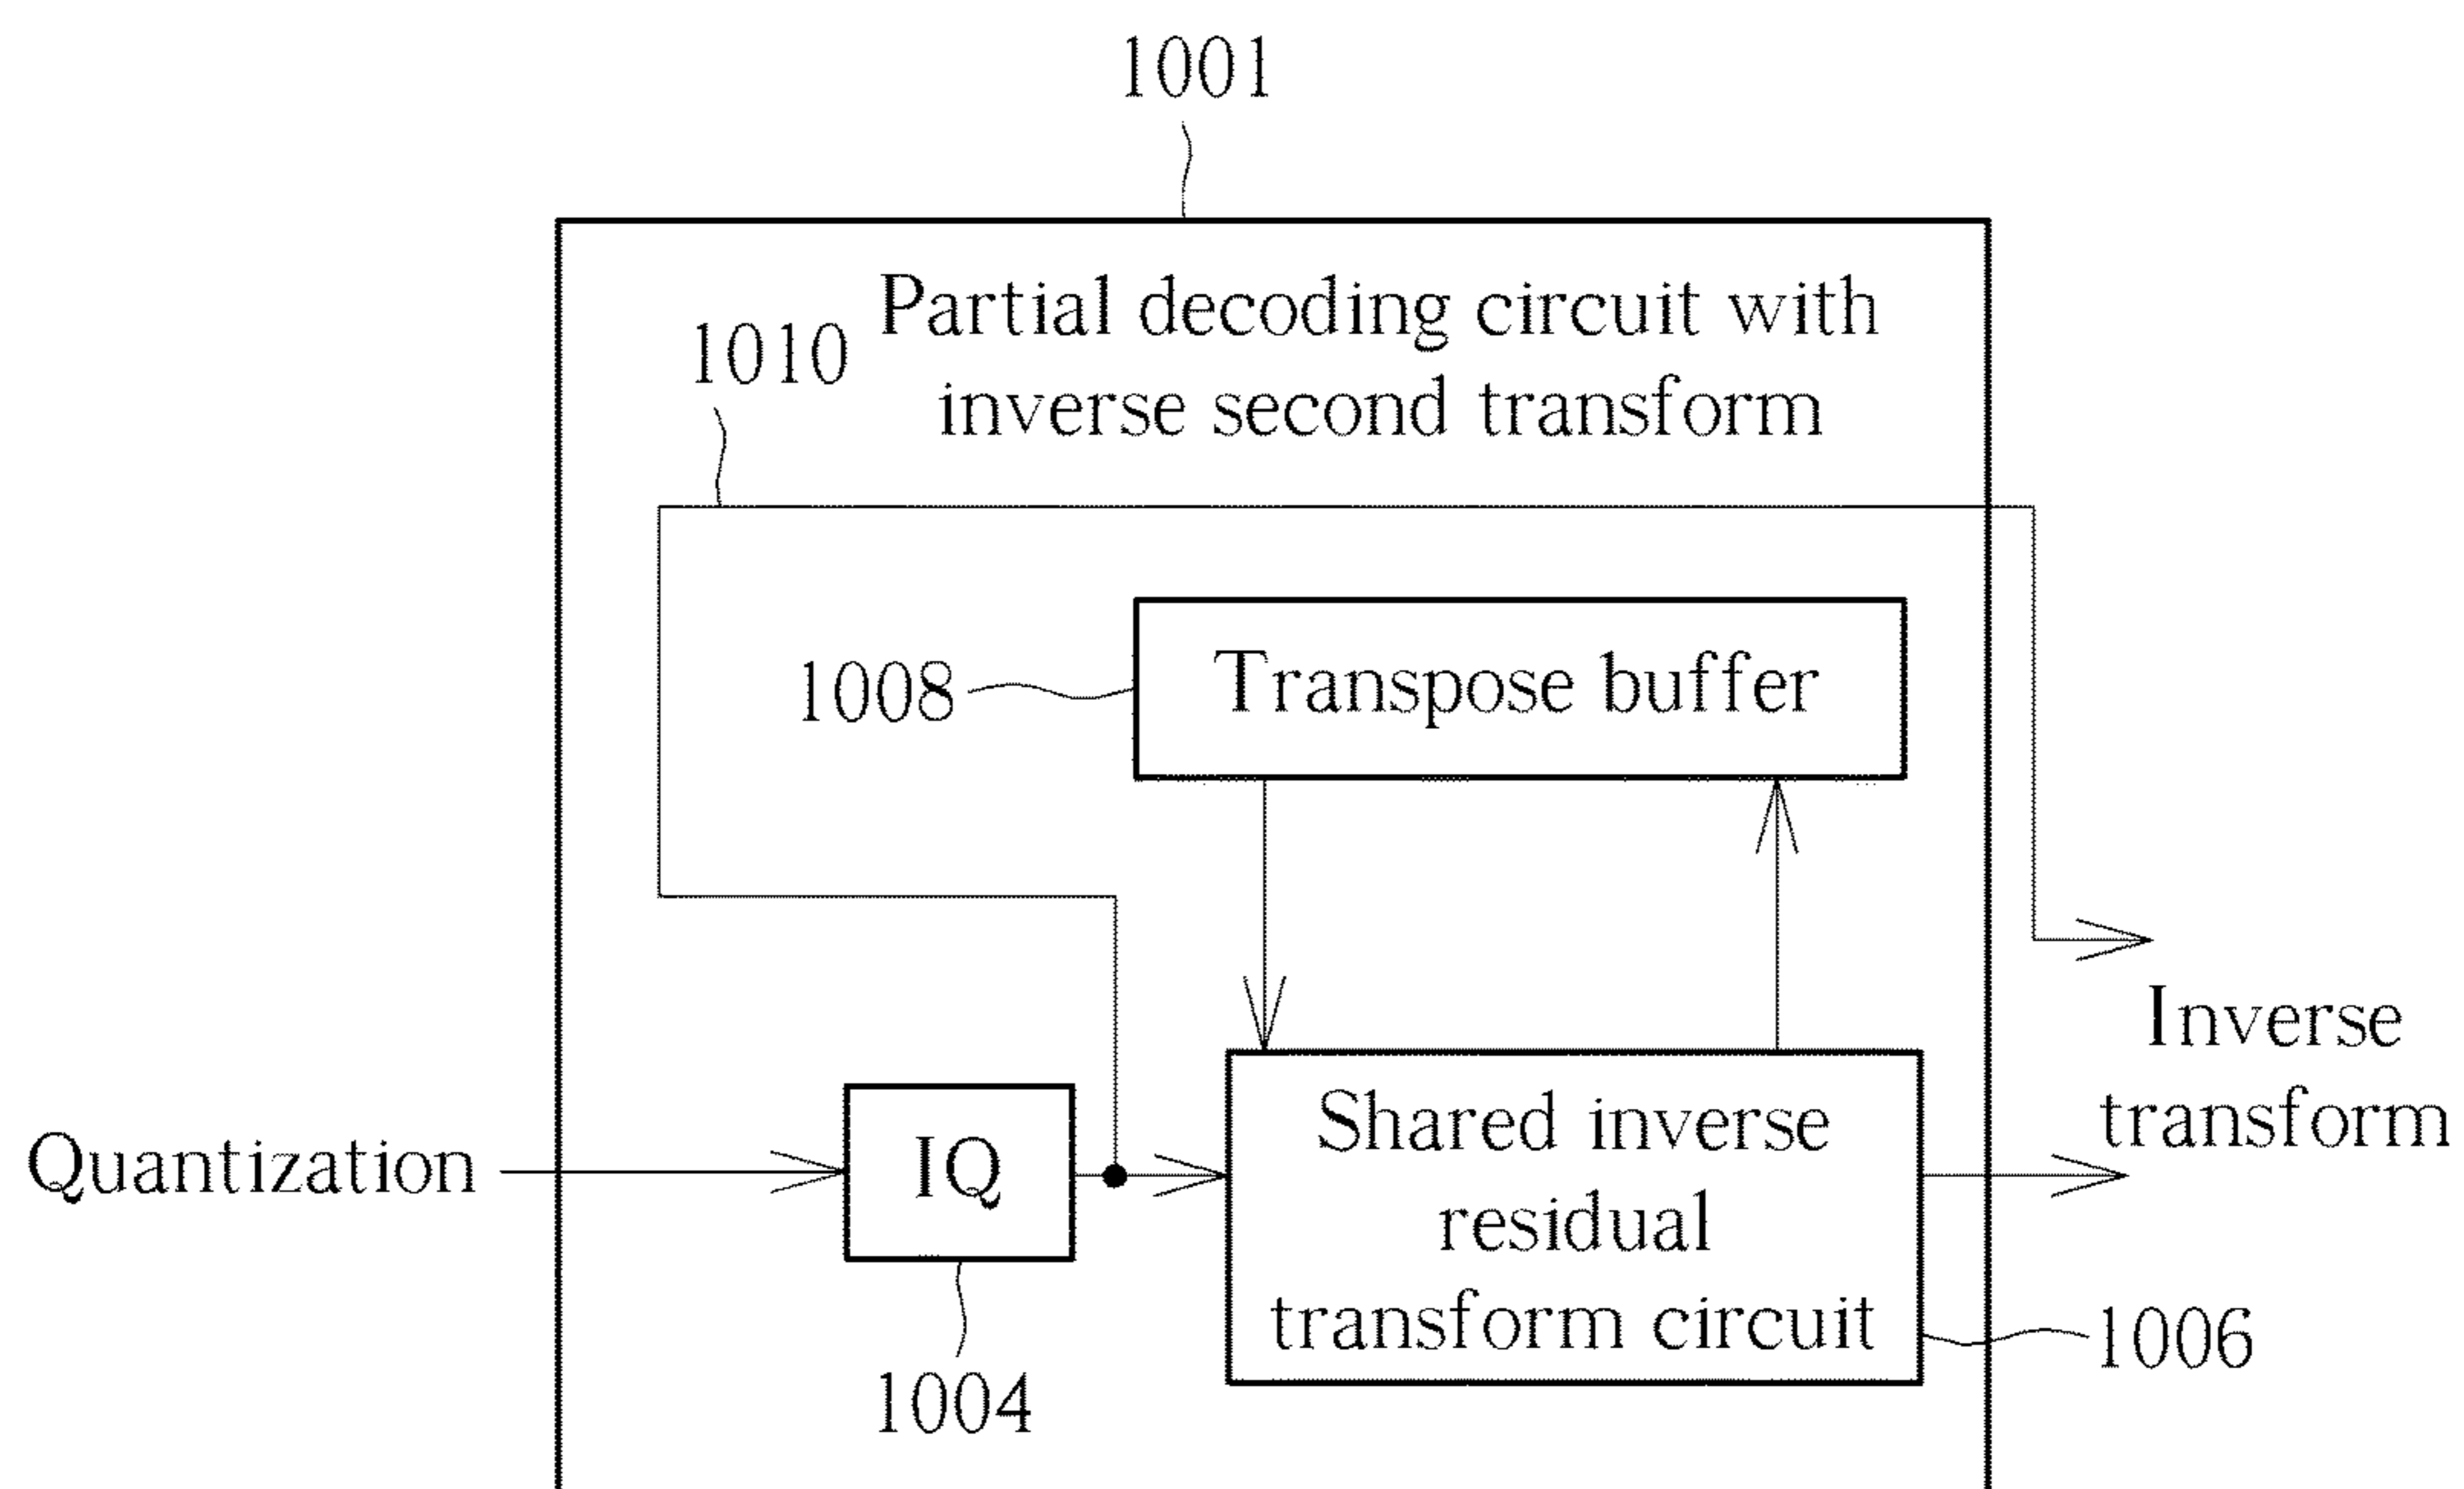 1001
Partial decoding circuit with
inverse second transform
1010
1008
Transpose buffer
Inverse
transform
Quantization
IQ
Shared inverse
residual
transform circuit
1004
1006